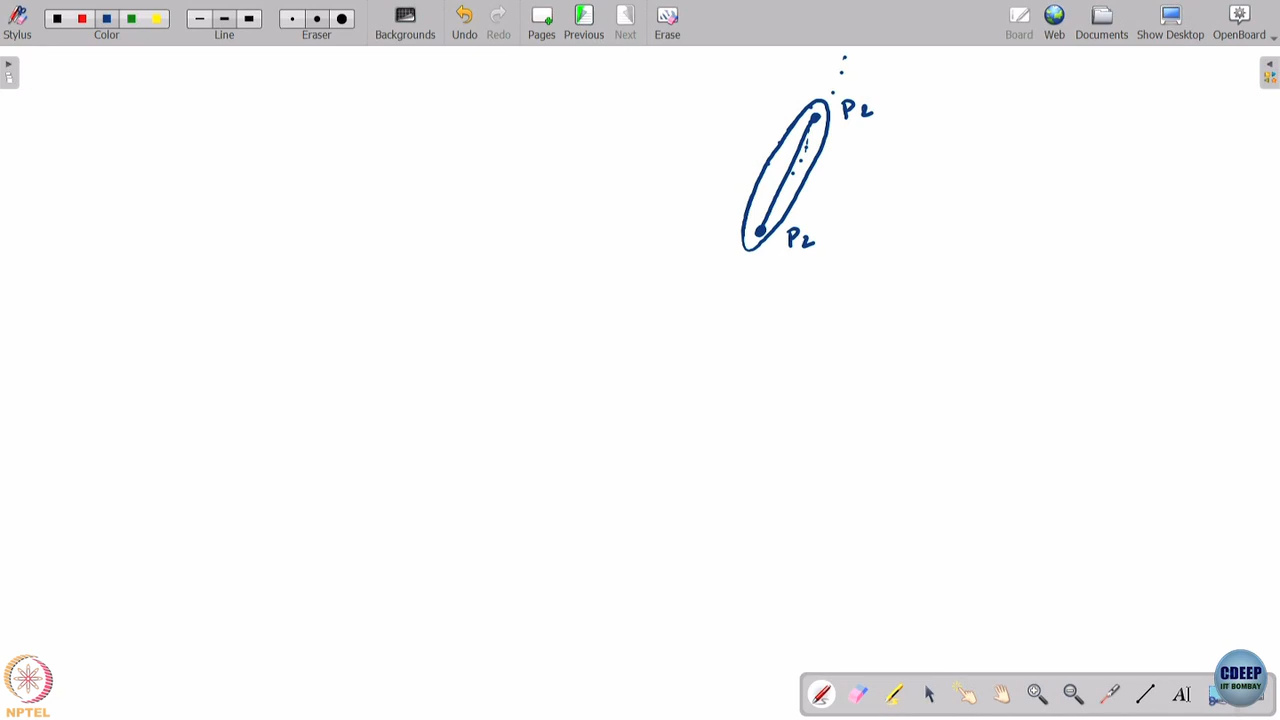 Stylus Color Line Eraser Backgrounds Undo Redo Pages Previous Next Erase Board Web Documents Show Desktop OpenBoard
P2
P2
NPTEL
CDEEP
IIT BOMBAY